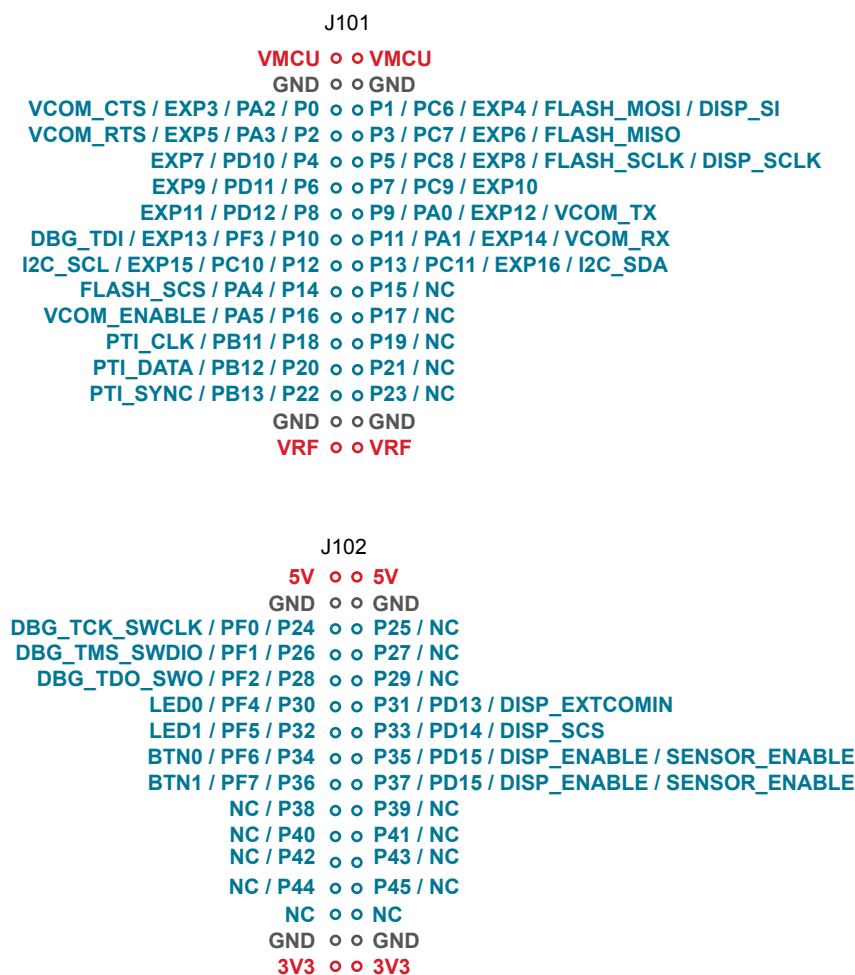 J101
VMCU VMCU
GND GND
VCOM_CTS / EXP3 / PA2 / P0 P1 / PC6 / EXP4 / FLASH_MOSI / DISP_SI
VCOM_RTS / EXP5 / PA3 / P2 P3 / PC7 / EXP6 / FLASH_MISO
EXP7 / PD10 / P4 P5 / PC8 / EXP8 / FLASH_SCLK / DISP_SCLK
EXP9 / PD11 / P6 P7 / PC9 / EXP10
EXP11 / PD12 / P8 P9 / PA0 / EXP12 / VCOM_TX
DBG_TDI / EXP13 / PF3 / P10 P11 / PA1 / EXP14 / VCOM_RX
I2C_SCL / EXP15 / PC10 / P12 P13 / PC11 / EXP16 / I2C_SDA
FLASH_SCS / PA4 / P14 P15 / NC
VCOM_ENABLE / PA5 / P16 P17 / NC
PTI_CLK / PB11 / P18 P19 / NC
PTI_DATA / PB12 / P20 P21 / NC
PTI_SYNC / PB13 / P22 P23 / NC
GND GND
VRF VRF
J102
5V 5V
GND GND
DBG_TCK_SWCLK / PF0 / P24 P25 / NC
DBG_TMS_SWDIO / PF1 / P26 P27 / NC
DBG_TDO_SWO / PF2 / P28 P29 / NC
LED0 / PF4 / P30 P31 / PD13 / DISP_EXTCOMIN
LED1 / PF5 / P32 P33 / PD14 / DISP_SCS
BTN0 / PF6 / P34 P35 / PD15 / DISP_ENABLE / SENSOR_ENABLE
BTN1 / PF7 / P36 P37 / PD15 / DISP_ENABLE / SENSOR_ENABLE
NC / P38 P39 / NC
NC / P40 P41 / NC
NC / P42 P43 / NC
NC / P44 P45 / NC
NC NC
GND GND
3V3 3V3